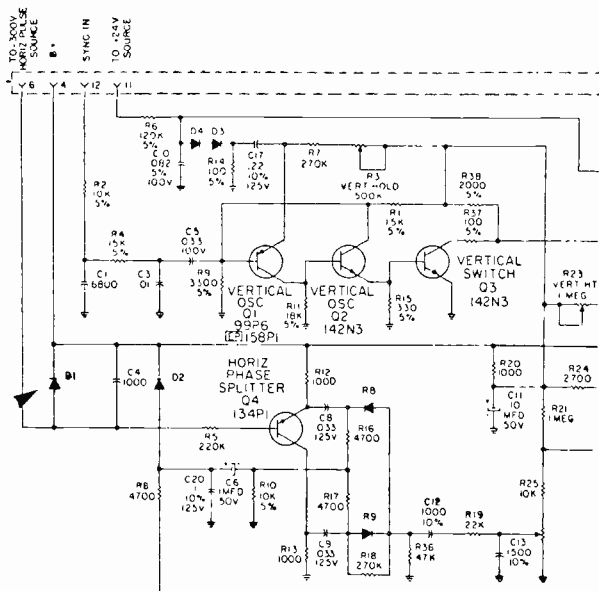 TO -300V
HORIZ PULSE
SOURCE
B+
SYNC IN
TO +24V
SOURCE
6
4
12
11
R6
120K
5%
D4
D3
C10
.082
5%
100V
R14
100
5%
C17
.22
10%
125V
R7
270K
R3
VERT HOLD
500K
R2
10K
5%
R38
2000
5%
R1
15K
5%
R37
100
5%
R4
15K
5%
C5
.033
100V
C1
6800
C3
.01
R9
3300
5%
VERTICAL
OSC
Q1
99P6
158P1
R11
18K
5%
VERTICAL
OSC
Q2
142N3
R15
330
5%
VERTICAL
SWITCH
Q3
142N3
R23
VERT HT
1 MEG
B1
C4
1000
D2
HORIZ
PHASE
SPLITTER
Q4
134P1
R12
1000
R8
R20
1000
R24
2700
C11
10
MFD
50V
R21
1 MEG
C8
.033
125V
R16
4700
R5
220K
R8
4700
C20
.1
10%
125V
C6
1MFD
50V
R10
10K
5%
R17
4700
R25
10K
R9
C12
1000
10%
R19
22K
R13
1000
C9
.033
125V
R18
270K
R36
47K
C13
1500
10%